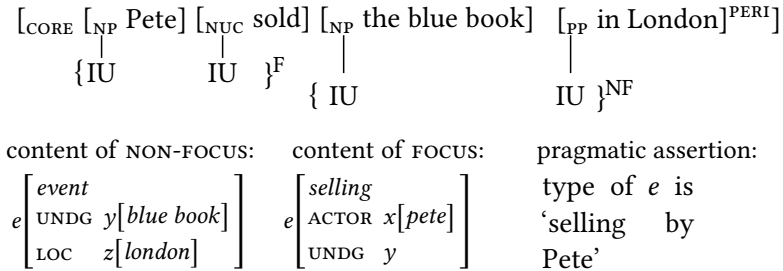 [CORE [NP Pete] [NUC sold] [NP the blue book] [PP in London]PERI]
{IU IU }F { IU IU }NF
content of NON-FOCUS: content of FOCUS: pragmatic assertion:
e[event e[selling type of e is
UNDG y[blue book] ACTOR x[pete] ‘selling by
LOC z[london]] UNDG y] Pete’